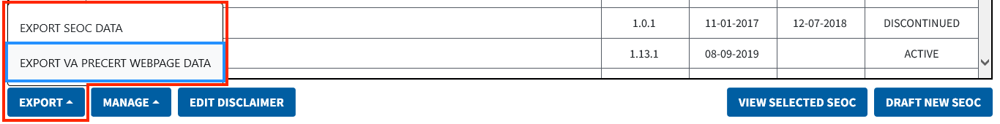 EXPORT SEOC DATA
1.0.1 11-01-2017 12-07-2018 DISCONTINUED
EXPORT VA PRECERT WEBPAGE DATA
1.13.1 08-09-2019 ACTIVE
EXPORT MANAGE EDIT DISCLAIMER VIEW SELECTED SEOC DRAFT NEW SEOC